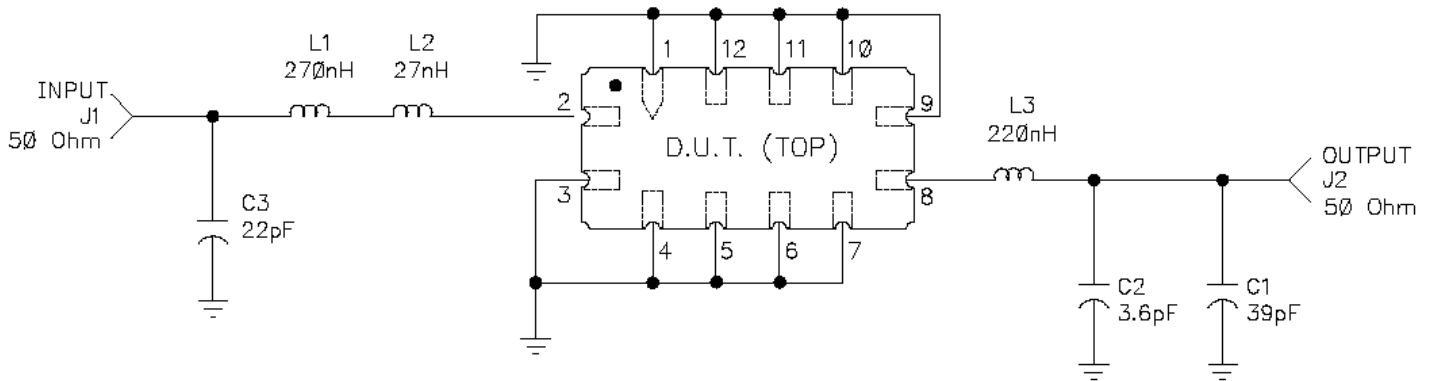 INPUT
J1
5Ø Ohm
L1
27ØnH
L2
27nH
C3
22pF
1
12
11
1Ø
2
3
9
8
D.U.T. (TOP)
4
5
6
7
L3
22ØnH
C2
3.6pF
C1
39pF
OUTPUT
J2
5Ø Ohm